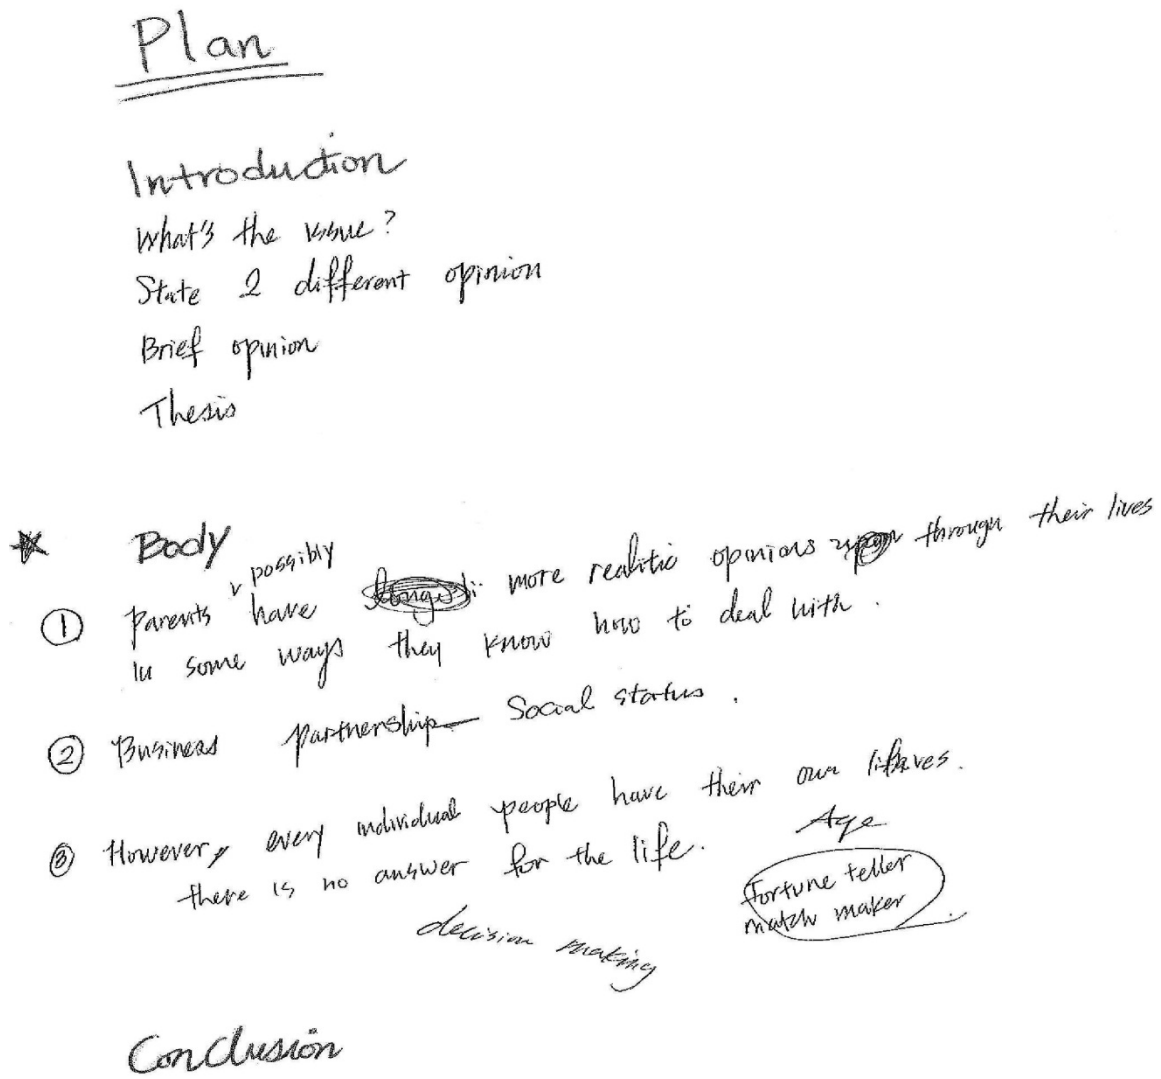 Plan
Introduction
What's the issue?
State 2 different opinion
Brief opinion
Thesis
Body
possibly
① Parents have more realitic opinions through their lives
In some ways they know how to deal with.
② Business partnership Social status.
③ However, every individual people have their own lives.
there is no answer for the life.
Age
Fortune teller
match maker
decision making
Conclusion